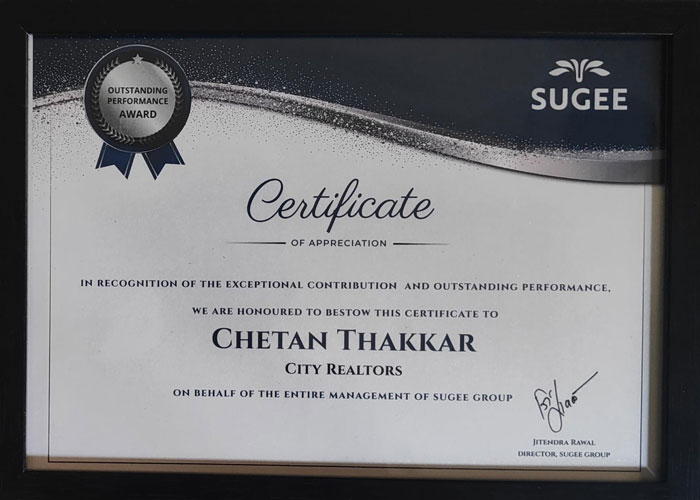 OUTSTANDING
PERFORMANCE
AWARD
SUGEE
Certificate
OF APPRECIATION
IN RECOGNITION OF THE EXCEPTIONAL CONTRIBUTION AND OUTSTANDING PERFORMANCE,
WE ARE HONOURED TO BESTOW THIS CERTIFICATE TO
CHETAN THAKKAR
CITY REALTORS
ON BEHALF OF THE ENTIRE MANAGEMENT OF SUGEE GROUP
JITENDRA RAWAL
DIRECTOR, SUGEE GROUP